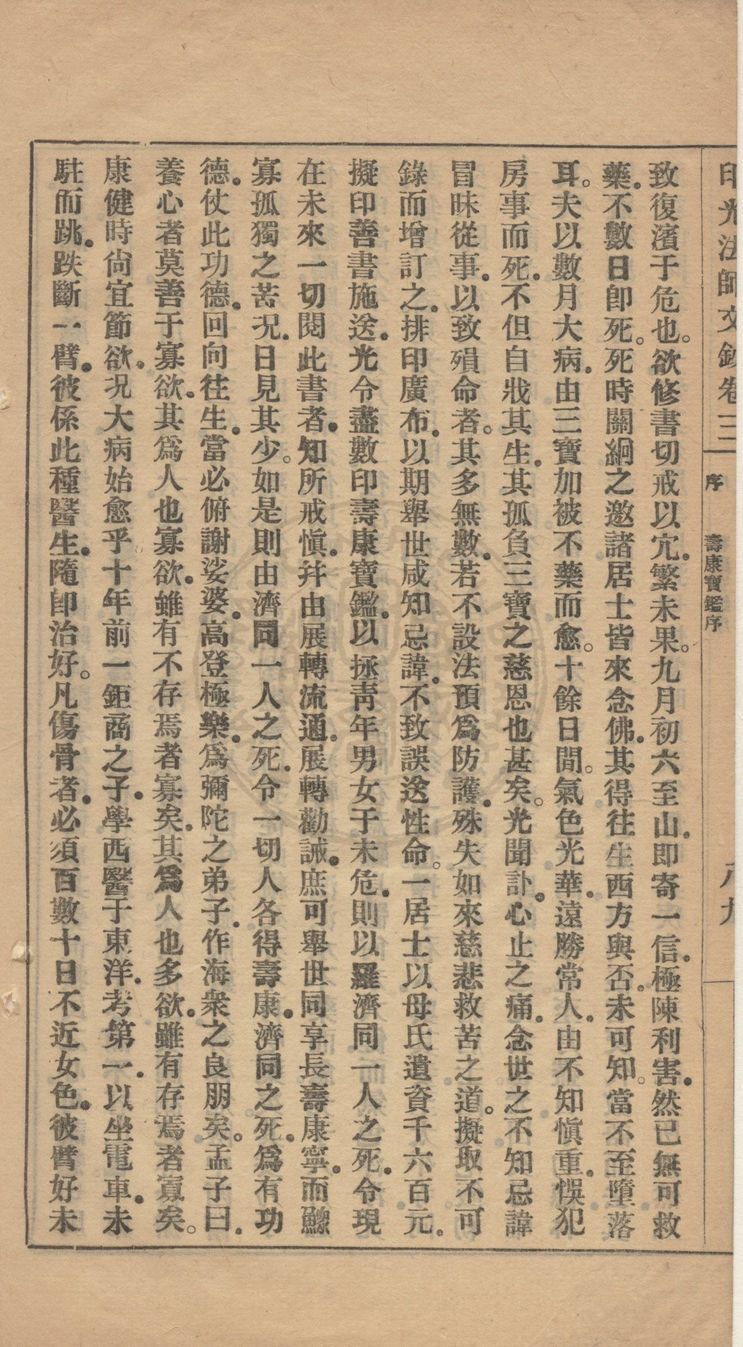 印光法師文鈔卷三
序
壽康寶鑑序
八九
致復濱于危也。欲修書切戒以宂繁未果。九月初六至山。即寄一信。極陳利害。然已無可救
藥。不數日卽死。死時關絅之邀諸居士皆來念佛。其得往生西方與否。未可知。當不至墮落
耳。夫以數月大病。由三寶加被不藥而愈。十餘日間。氣色光華。遠勝常人。由不知愼重。悞犯
房事而死。不但自戕其生。其孤負三寶之慈恩也甚矣。光聞訃。心止之痛。念世之不知忌諱
冒昧從事。以致殞命者。其多無數。若不設法預爲防護。殊失如來慈悲救苦之道。擬取不可
錄而增訂之。排印廣布。以期舉世咸知忌諱。不致誤送性命。一居士以母氏遺資千六百元。
擬印善書施送。光令盡數印壽康寶鑑。以拯靑年男女于未危。則以羅濟同一人之死。令現
在未來一切閱此書者。知所戒愼。幷由展轉流通。展轉勸誡。庶可舉世同享長壽康寧。而鰥
寡孤獨之苦况。日見其少。如是則由濟同一人之死。令一切人各得壽康。濟同之死。爲有功
德。仗此功德。回向往生。當必俯謝娑婆。高登極樂。爲彌陀之弟子。作海衆之良朋矣。孟子曰。
養心者莫善于寡欲。其爲人也寡欲。雖有不存焉者寡矣。其爲人也多欲。雖有存焉者寡矣。
康健時尙宜節欲。况大病始愈乎。十年前一鉅商之子。學西醫于東洋。考第一。以坐電車。未
駐而跳。跌斷一臂。彼係此種醫生。隨卽治好。凡傷骨者。必須百數十日不近女色。彼臂好未